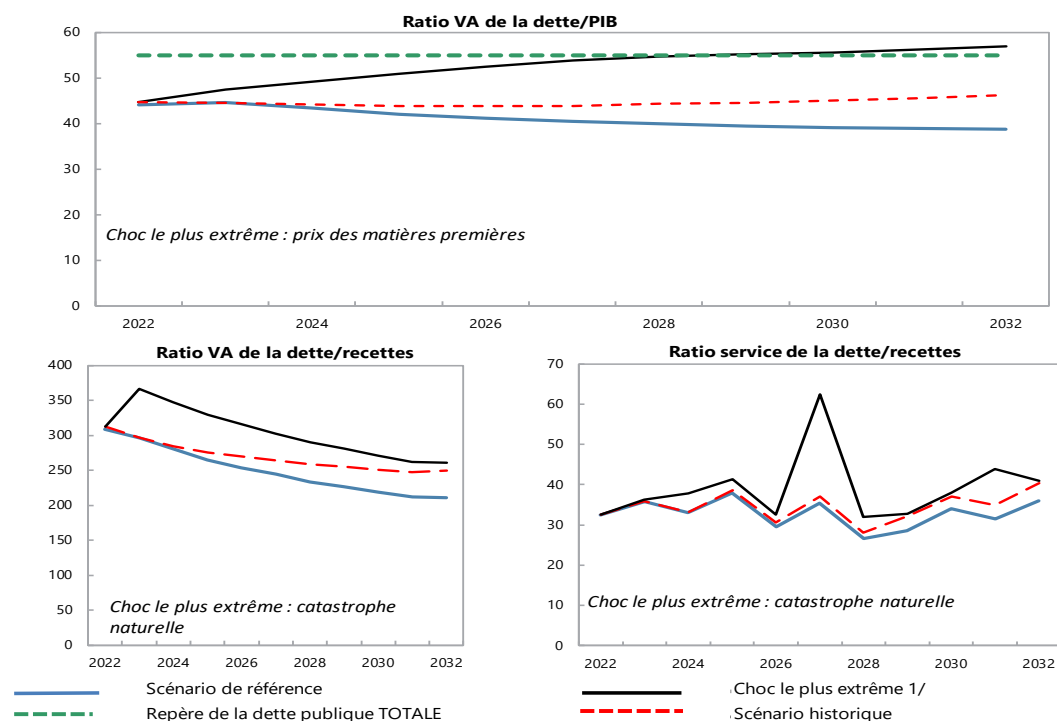 Ratio VA de la dette/PIB
60
50
40
30
20
10
0
Choc le plus extrême : prix des matières premières
2022 2024 2026 2028 2030 2032
Ratio VA de la dette/recettes
400
350
300
250
200
150
100
50
0
Choc le plus extrême : catastrophe
naturelle
2022 2024 2026 2028 2030 2032
Ratio service de la dette/recettes
70
60
50
40
30
20
10
0
Choc le plus extrême : catastrophe naturelle
2022 2024 2026 2028 2030 2032
Scénario de référence
Choc le plus extrême 1/
Repère de la dette publique TOTALE
Scénario historique